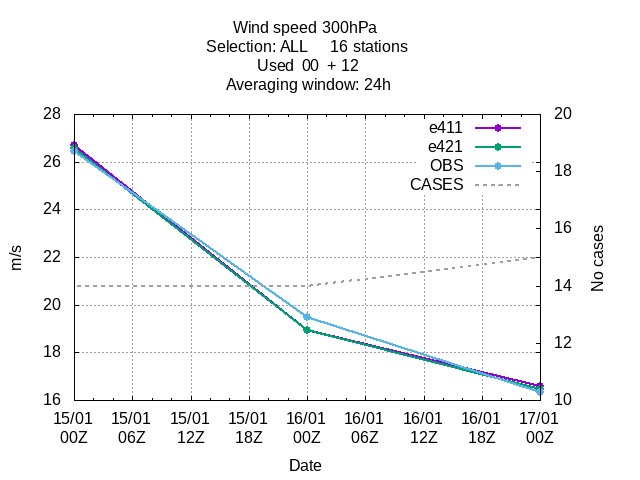 Wind speed 300hPa
Selection: ALL 16 stations
Used 00 + 12
Averaging window: 24h
28 20
e411
e421
26
OBS
18
CASES
24
16
22
m/s
No cases
14
20
12
18
16 10
15/01 15/01 15/01 15/01 16/01 16/01 16/01 16/01 17/01
00Z 06Z 12Z 18Z 00Z 06Z 12Z 18Z 00Z
Date